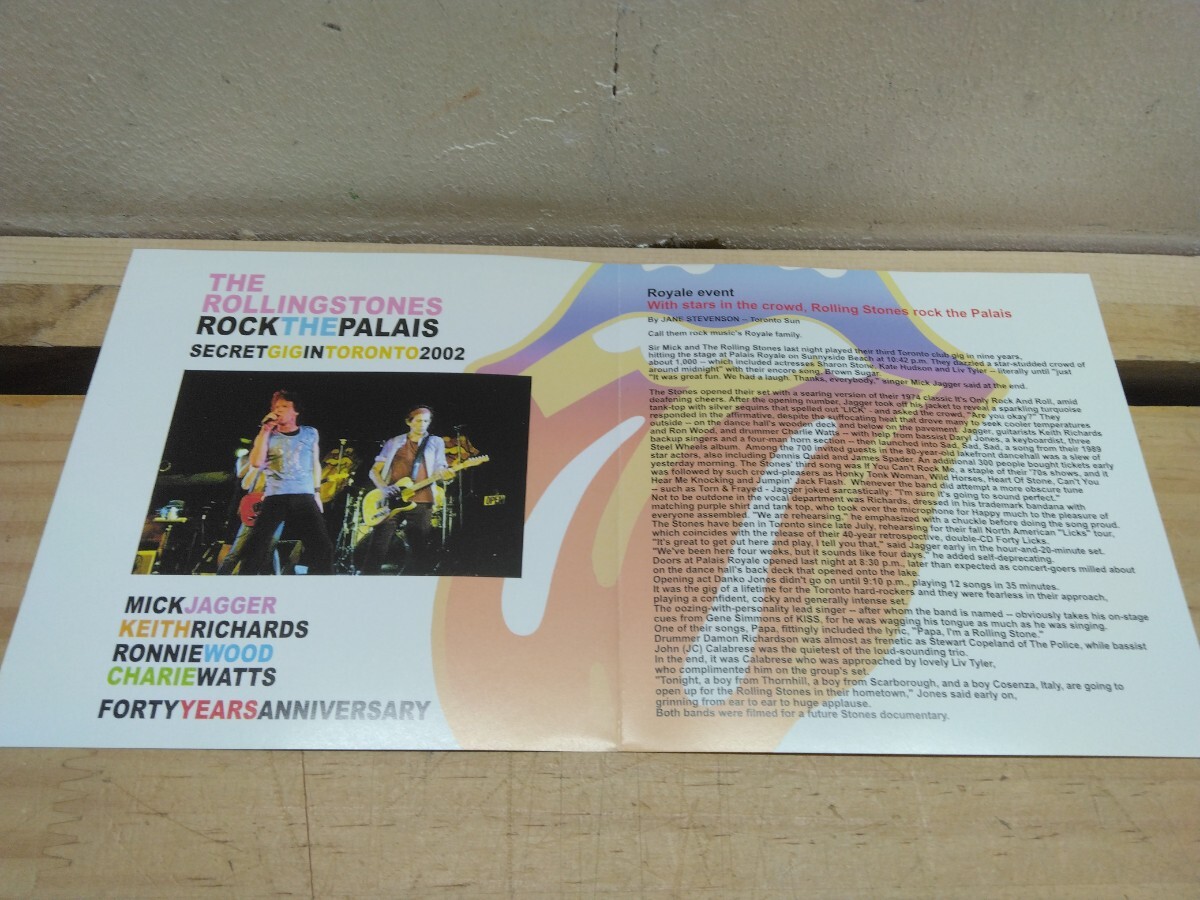 THE
ROLLINGSTONES
ROCKTHEPALAIS
SECRETGIGINTORONTO2002
OPEN
MICKJAGGER
KEITHRICHARDS
RONNIEWOOD
CHARIEWATTS
FORTYYEARSANNIVERSARY
Royale event
With stars in the crowd, Rolling Stones rock the Palais
By JANE STEVENSON -- Toronto Sun
Call them rock music's Royale family.
Sir Mick and The Rolling Stones last night played their third Toronto club gig in nine years,
hitting the stage at Palais Royale on Sunnyside Beach at 10:42 p.m. They dazzled a star-studded crowd of
about 1,000 -- which included actresses Sharon Stone, Kate Hudson and Liv Tyler -- literally until "just
around midnight" with their encore song, Brown Sugar.
"It was great fun. We had a laugh. Thanks, everybody," singer Mick Jagger said at the end.
The Stones opened their set with a searing version of their 1974 classic It's Only Rock And Roll, amid
deafening cheers. After the opening number, Jagger took off his jacket to reveal a sparkling turquoise
tank-top with silver sequins that spelled out 'LICK' - and asked the crowd, "Are you okay?" They
responded in the affirmative, despite the suffocating heat that drove many to seek cooler temperatures
outside -- on the dance hall's wooden deck and below on the pavement. Jagger, guitarists Keith Richards
and Ron Wood, and drummer Charlie Watts -- with help from bassist Daryl Jones, a keyboardist, three
backup singers and a four-man horn section -- then launched into Sad, Sad, Sad, a song from their 1989
Steel Wheels album. Among the 700 invited guests in the 80-year-old lakefront dancehall was a slew of
star actors, also including Dennis Quaid and James Spader. An additional 300 people bought tickets early
yesterday morning. The Stones' third song was If You Can't Rock Me, a staple of their '70s shows, and it
was followed by such crowd-pleasers as Honky Tonk Woman, Wild Horses, Heart Of Stone, Can't You
Hear Me Knocking and Jumpin' Jack Flash. Whenever the band did attempt a more obscure tune
-- such as Torn & Frayed - Jagger joked sarcastically: "I'm sure it's going to sound perfect."
Not to be outdone in the vocal department was Richards, dressed in his trademark bandana with
matching purple shirt and tank top, who took over the microphone for Happy much to the pleasure of
everyone assembled. "We are rehearsing," he emphasized with a chuckle before doing the song proud.
The Stones have been in Toronto since late July, rehearsing for their fall North American "Licks" tour,
which coincides with the release of their 40-year retrospective, double-CD Forty Licks.
"It's great to get out here and play, I tell you that," said Jagger early in the hour-and-20-minute set.
"We've been here four weeks, but it sounds like four days," he added self-deprecating.
Doors at Palais Royale opened last night at 8:30 p.m., later than expected as concert-goers milled about
on the dance hall's back deck that opened onto the lake.
Opening act Danko Jones didn't go on until 9:10 p.m., playing 12 songs in 35 minutes.
It was the gig of a lifetime for the Toronto hard-rockers and they were fearless in their approach,
playing a confident, cocky and generally intense set.
The oozing-with-personality lead singer -- after whom the band is named -- obviously takes his on-stage
cues from Gene Simmons of KISS, for he was wagging his tongue as much as he was singing.
One of their songs, Papa, fittingly included the lyric, "Papa, I'm a Rolling Stone."
Drummer Damon Richardson was almost as frenetic as Stewart Copeland of The Police, while bassist
John (JC) Calabrese was the quietest of the loud-sounding trio.
In the end, it was Calabrese who was approached by lovely Liv Tyler,
who complimented him on the group's set.
"Tonight, a boy from Thornhill, a boy from Scarborough, and a boy Cosenza, Italy, are going to
open up for the Rolling Stones in their hometown," Jones said early on,
grinning from ear to ear to huge applause.
Both bands were filmed for a future Stones documentary.